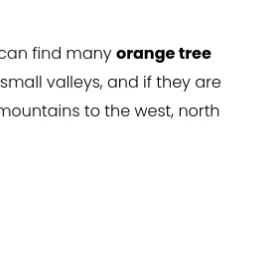 can find many orange tree
small valleys, and if they are
mountains to the west, north